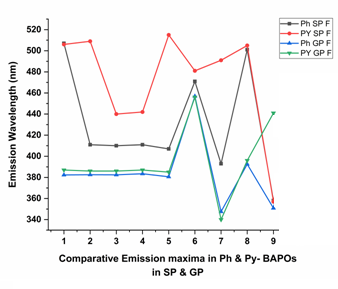 520
500
480
460
440
420
400
380
360
340
Emission Wavelength (nm)
Ph SP F
PY SP F
Ph GP F
PY GP F
1 2 3 4 5 6 7 8 9
Comparative Emission maxima in Ph & Py- BAPOs
in SP & GP